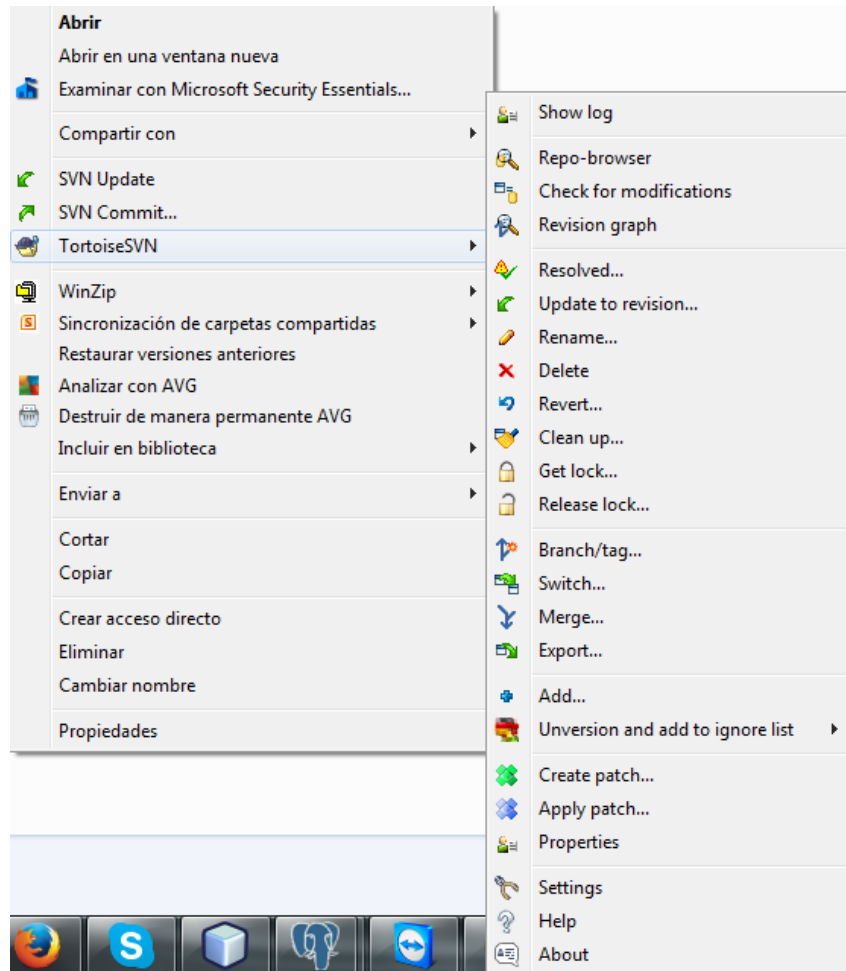 Abrir
Abrir en una ventana nueva
Examinar con Microsoft Security Essentials...
Compartir con
SVN Update
SVN Commit...
TortoiseSVN
WinZip
Sincronización de carpetas compartidas
Restaurar versiones anteriores
Analizar con AVG
Destruir de manera permanente AVG
Incluir en biblioteca
Enviar a
Cortar
Copiar
Crear acceso directo
Eliminar
Cambiar nombre
Propiedades
Show log
Repo-browser
Check for modifications
Revision graph
Resolved...
Update to revision...
Rename...
Delete
Revert...
Clean up...
Get lock...
Release lock...
Branch/tag...
Switch...
Merge...
Export...
Add...
Unversion and add to ignore list
Create patch...
Apply patch...
Properties
Settings
Help
About